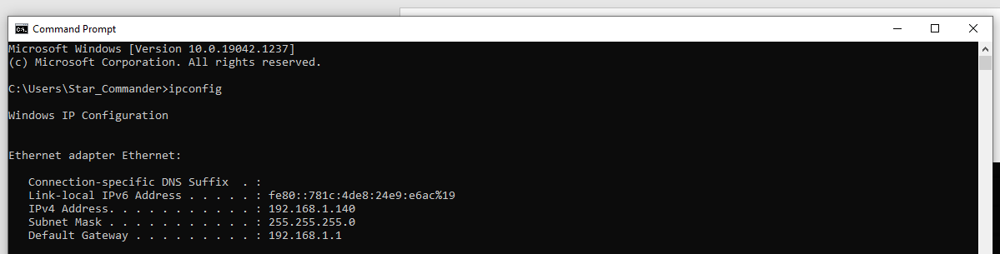 Command Prompt
Microsoft Windows [Version 10.0.19042.1237]
(c) Microsoft Corporation. All rights reserved.
C:\Users\Star_Commander>ipconfig
Windows IP Configuration
Ethernet adapter Ethernet:
Connection-specific DNS Suffix  . :
Link-local IPv6 Address . . . . . : fe80::781c:4de8:24e9:e6ac%19
IPv4 Address. . . . . . . . . . . : 192.168.1.140
Subnet Mask . . . . . . . . . . . : 255.255.255.0
Default Gateway . . . . . . . . . : 192.168.1.1